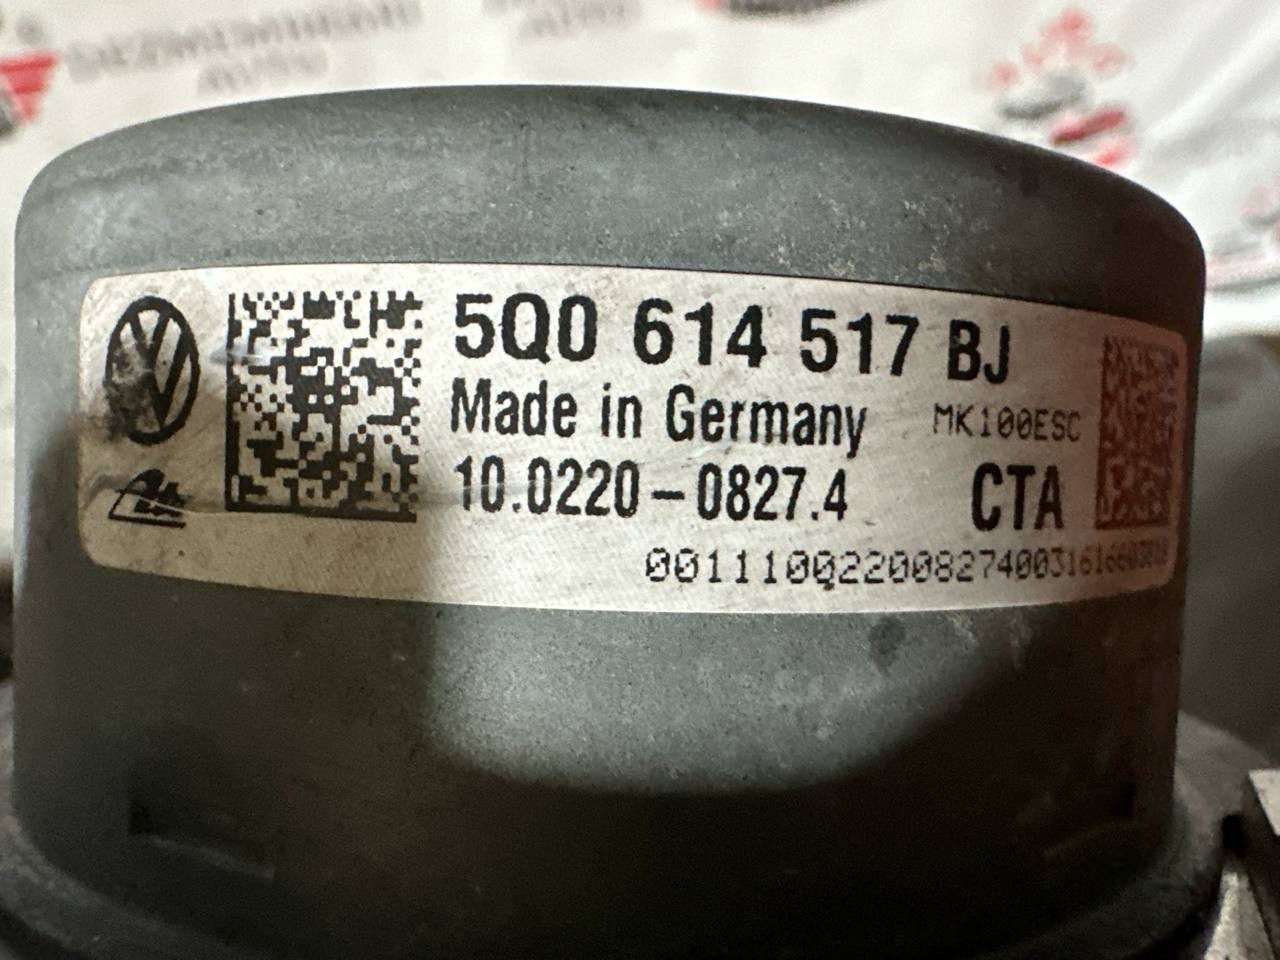 5Q0 614 517 BJ
Made in Germany MK100ESC
10.0220-0827.4 CTA